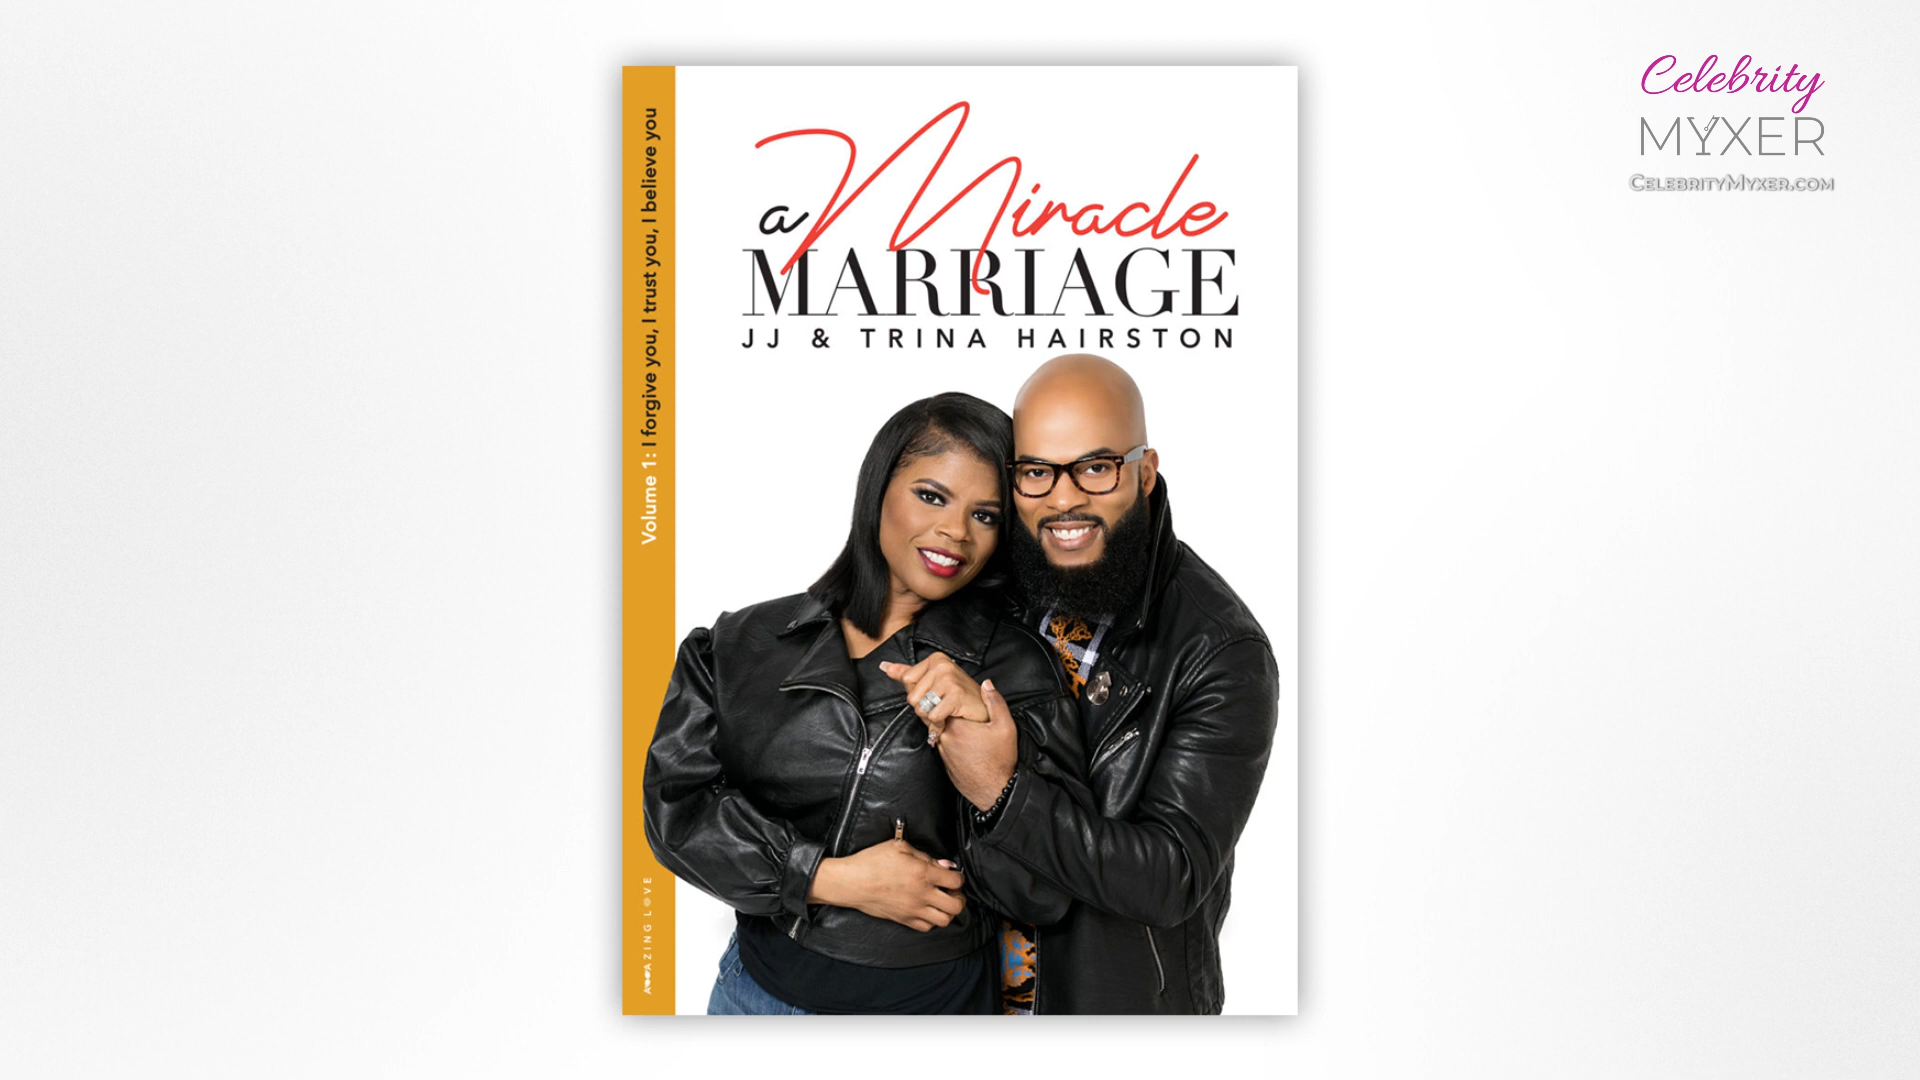 Celebrity
MYXER
CELEBRITYMYXER.COM
a Miracle
MARRIAGE
JJ & TRINA HAIRSTON
Volume 1: I forgive you, I trust you, I believe you
AMAZING LOVE